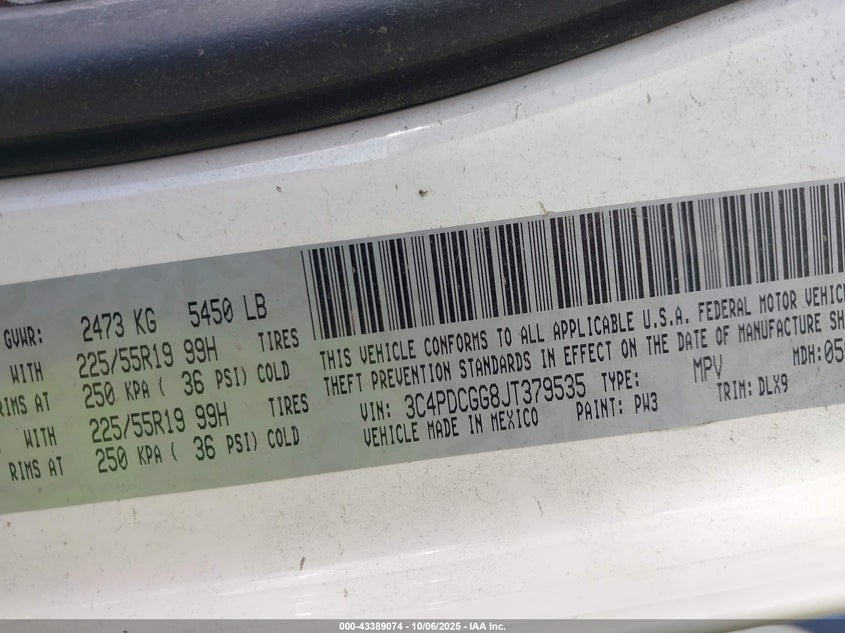 GVWR: 2473 KG 5450 LB
WITH 225/55R19 99H TIRES
RIMS AT 250 KPA ( 36 PSI) COLD
WITH 225/55R19 99H TIRES
RIMS AT 250 KPA ( 36 PSI) COLD
THIS VEHICLE CONFORMS TO ALL APPLICABLE U.S.A. FEDERAL MOTOR VEHIC
THEFT PREVENTION STANDARDS IN EFFECT ON THE DATE OF MANUFACTURE SH
VIN: 3C4PDCGG8JT379535 TYPE: MPV MDH: 05
VEHICLE MADE IN MEXICO PAINT: PW3 TRIM: DLX9
000-43389074 - 10/06/2025 - IAA Inc.